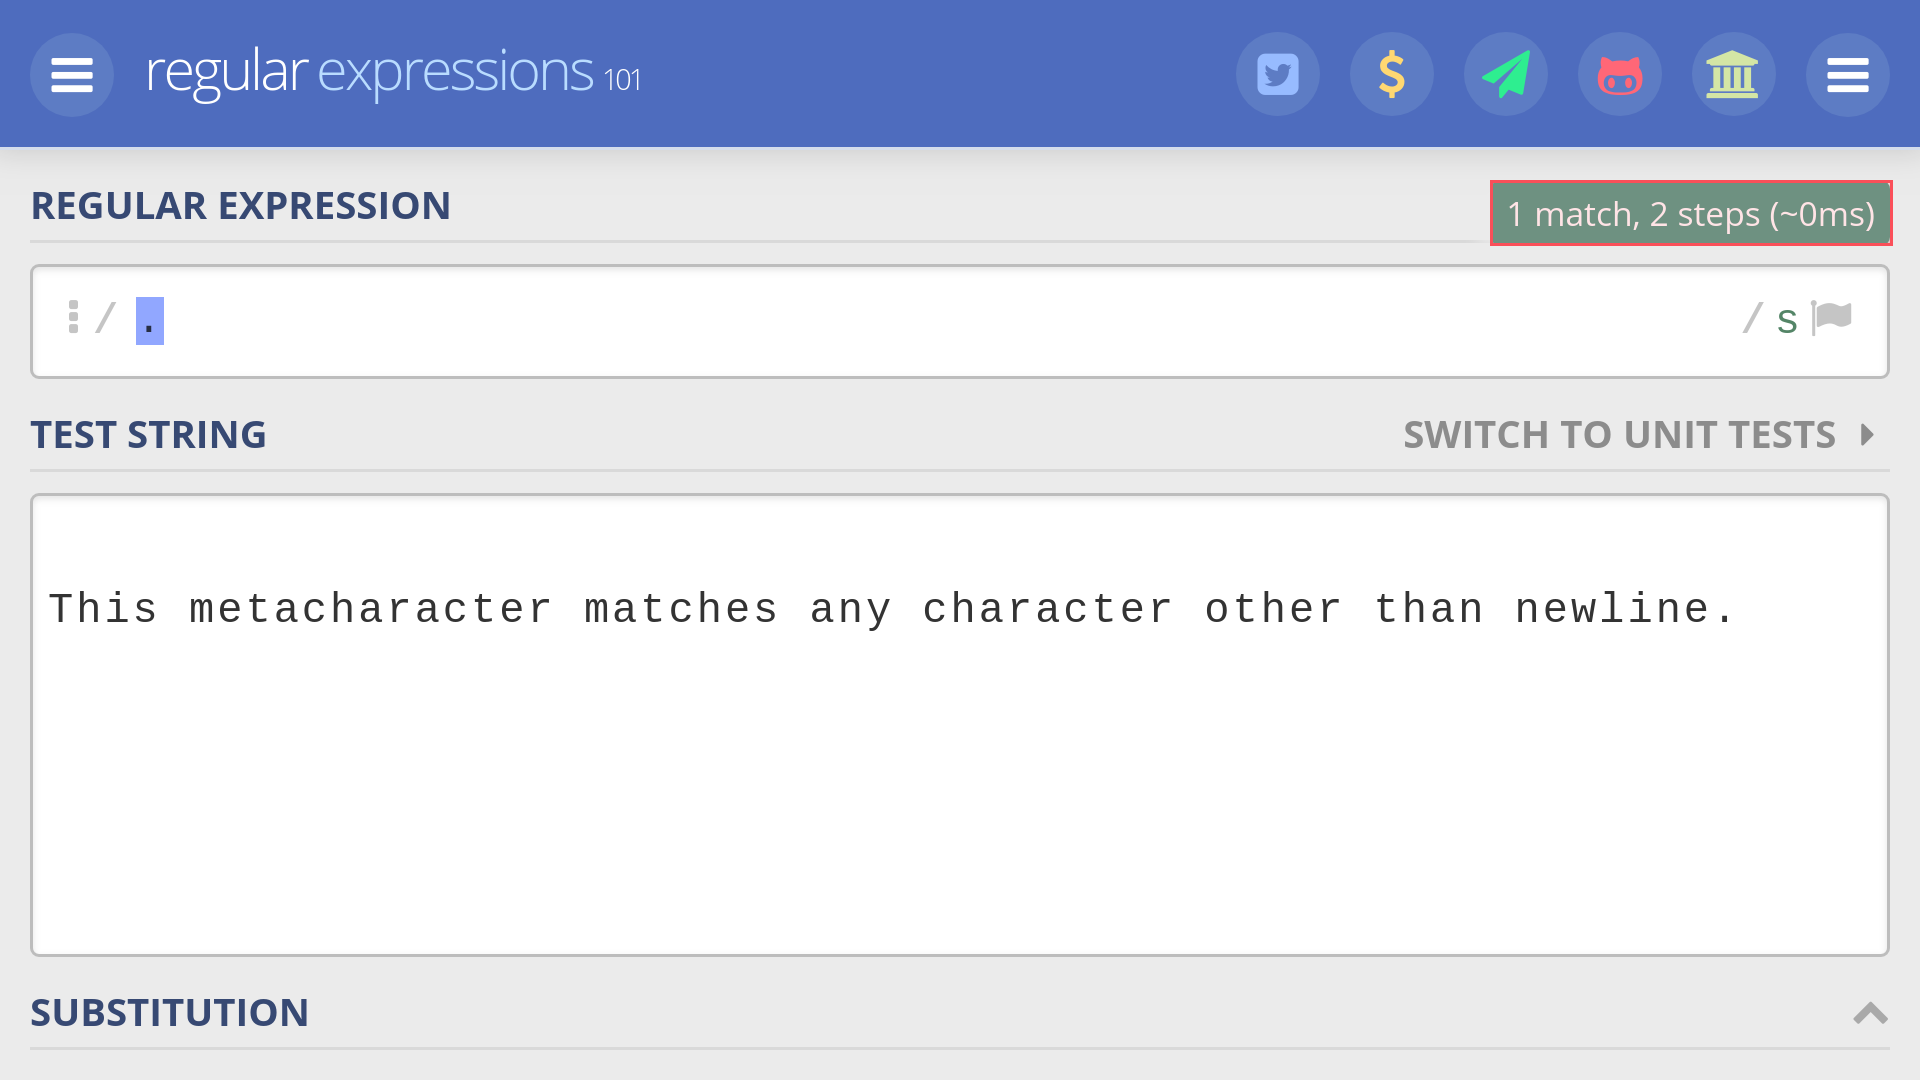 regular expressions 101
REGULAR EXPRESSION
1 match, 2 steps (~0ms)
/ . / s
TEST STRING
SWITCH TO UNIT TESTS
This metacharacter matches any character other than newline.
SUBSTITUTION